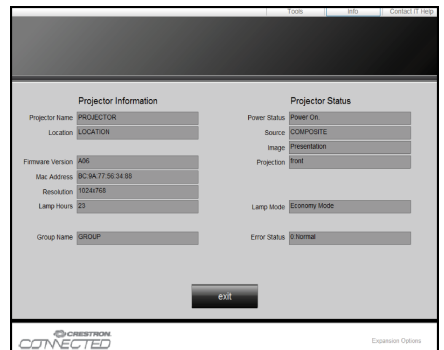 Tools Info Contact IT Help
Projector Information
Projector Name PROJECTOR
Location LOCATION
Firmware Version A06
Mac Address BC:9A:77:56:34:88
Resolution 1024x768
Lamp Hours 23
Group Name GROUP
Projector Status
Power Status Power On.
Source COMPOSITE
Image Presentation
Projection front
Lamp Mode Economy Mode
Error Status 0:Normal
exit
CRESTRON
CONNECTED
Expansion Options